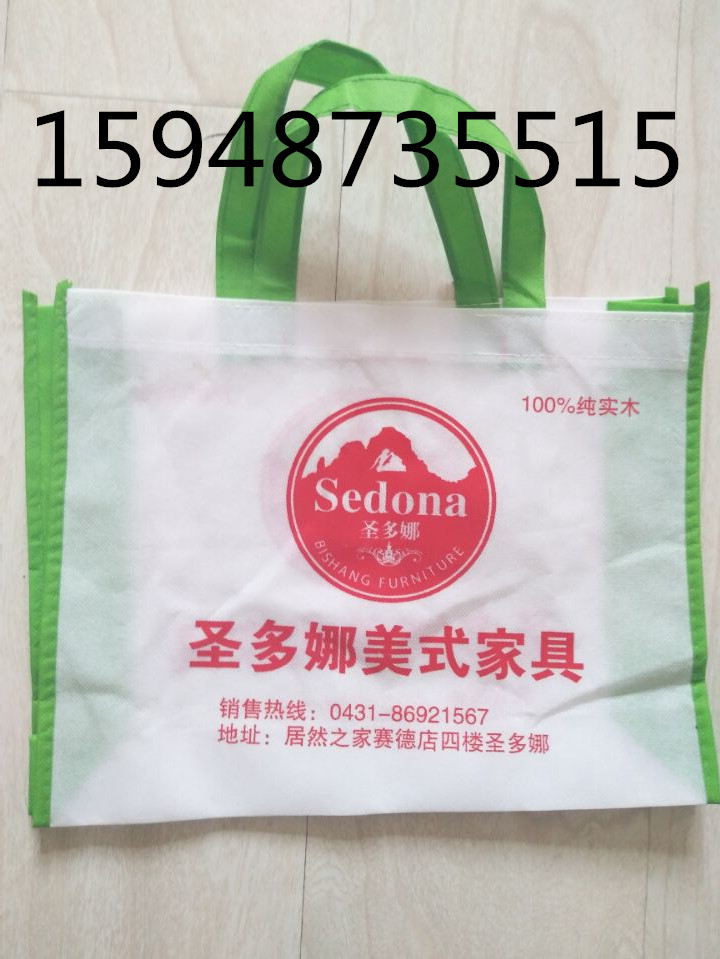 15948735515
100%纯实木
Sedona
圣多娜
BISHANG FURNITURE
圣多娜美式家具
销售热线：0431-86921567
地址：居然之家赛德店四楼圣多娜